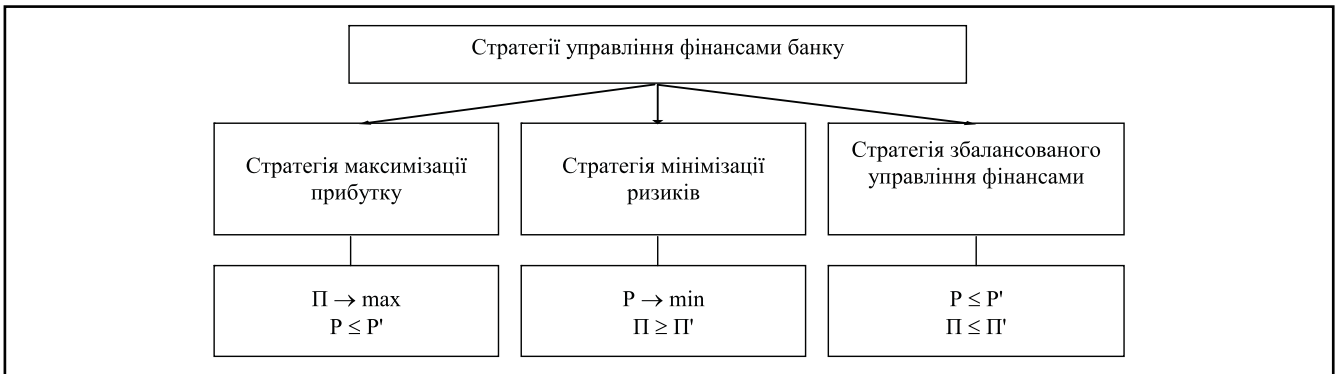 Стратегії управління фінансами банку
Стратегія максимізації
прибутку
Стратегія мінімізації
ризиків
Стратегія збалансованого
управління фінансами
П → max
Р ≤ Р'
Р → min
П ≥ П'
Р ≤ Р'
П ≤ П'